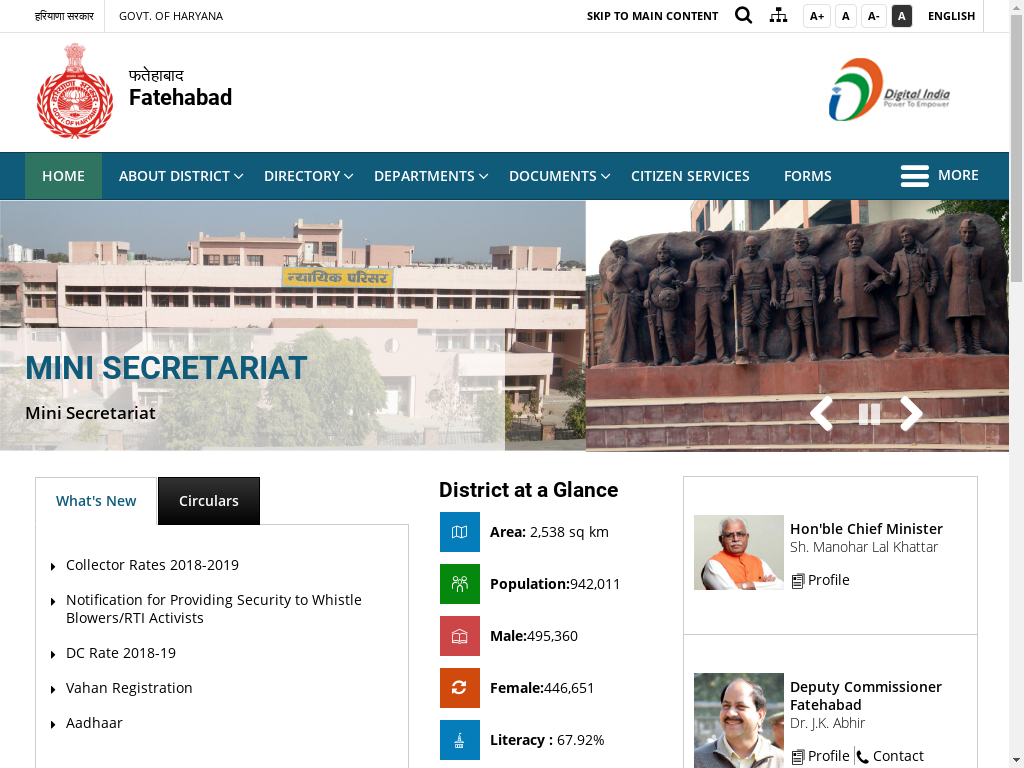 हरियाणा सरकार
GOVT. OF HARYANA
SKIP TO MAIN CONTENT
A+
A
A-
A
ENGLISH
फतेहाबाद
Fatehabad
Digital India
Power To Empower
HOME
ABOUT DISTRICT
DIRECTORY
DEPARTMENTS
DOCUMENTS
CITIZEN SERVICES
FORMS
MORE
न्यायिक परिसर
MINI SECRETARIAT
Mini Secretariat
What's New
Circulars
Collector Rates 2018-2019
Notification for Providing Security to Whistle
Blowers/RTI Activists
DC Rate 2018-19
Vahan Registration
Aadhaar
District at a Glance
Area: 2,538 sq km
Population:942,011
Male:495,360
Female:446,651
Literacy : 67.92%
Hon'ble Chief Minister
Sh. Manohar Lal Khattar
Profile
Deputy Commissioner
Fatehabad
Dr. J.K. Abhir
Profile
Contact